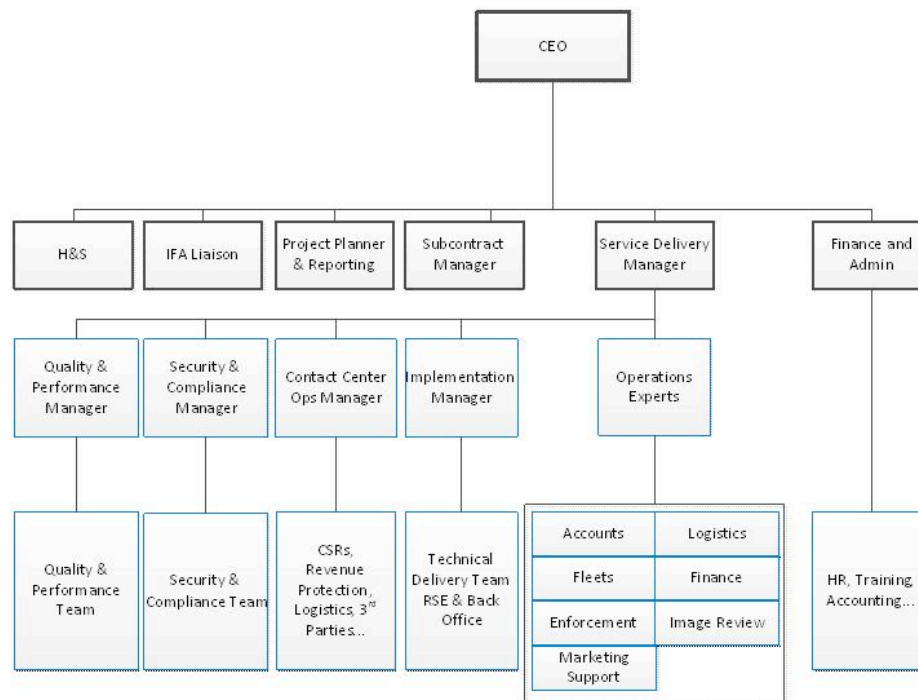 CEO
H&S
IFA Liaison
Project Planner
& Reporting
Subcontract
Manager
Service Delivery
Manager
Finance and
Admin
Quality &
Performance
Manager
Security &
Compliance
Manager
Contact Center
Ops Manager
Implementation
Manager
Operations
Experts
Quality &
Performance
Team
Security &
Compliance Team
CSRs,
Revenue
Protection,
Logistics, 3rd
Parties...
Technical
Delivery Team
RSE & Back
Office
Accounts
Logistics
Fleets
Finance
Enforcement
Image Review
Marketing
Support
HR, Training,
Accounting...